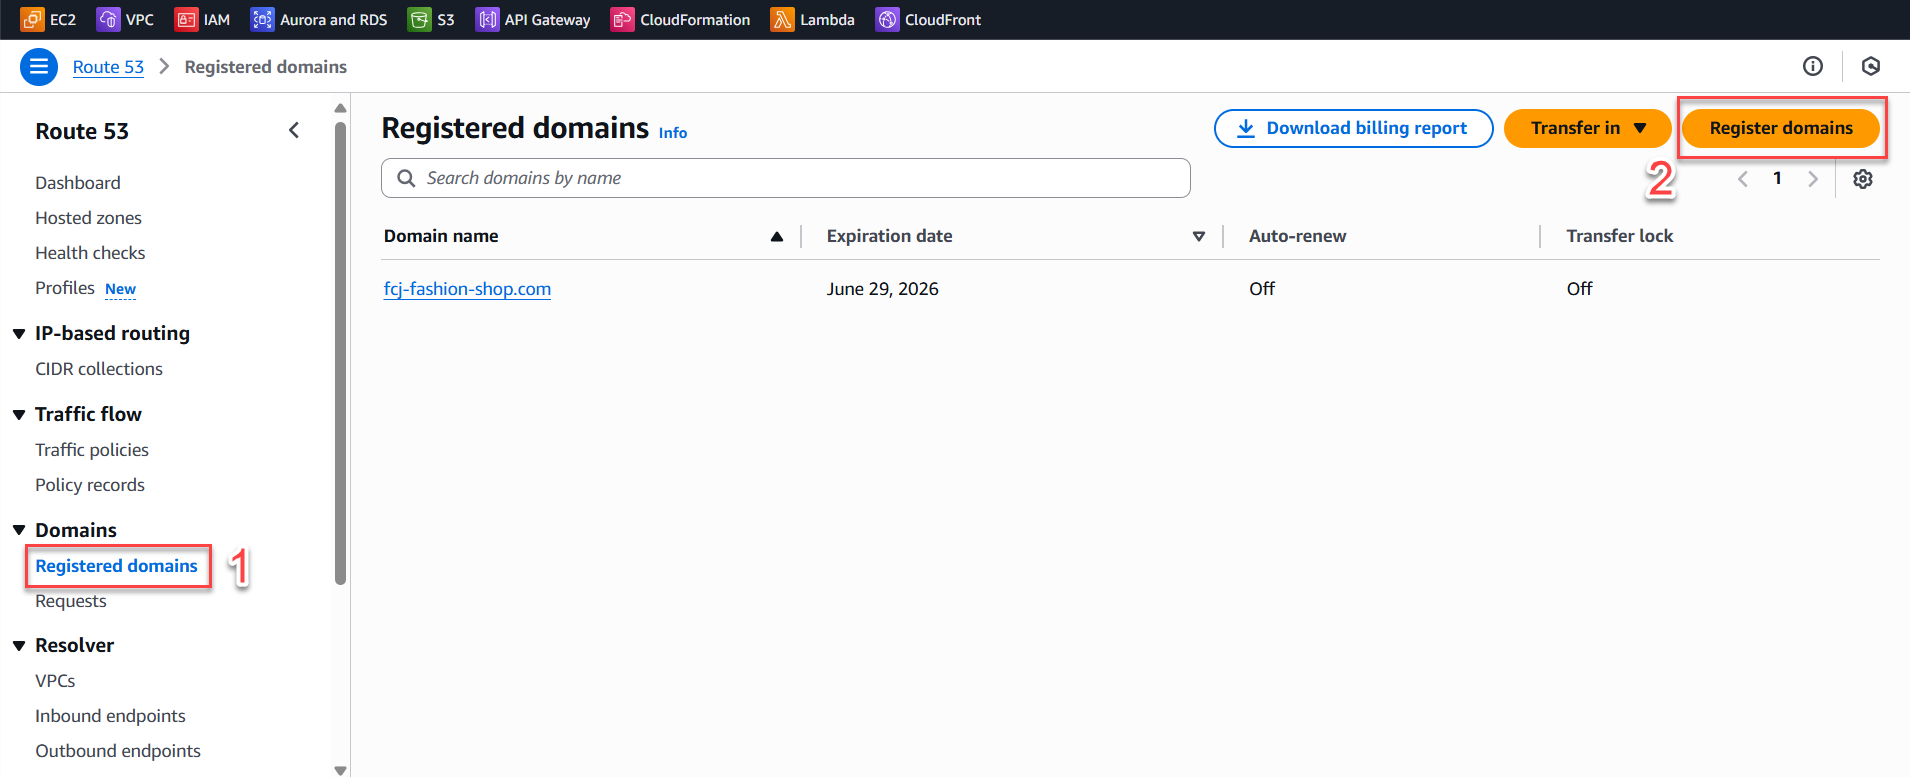 EC2 VPC IAM Aurora and RDS S3 API Gateway CloudFormation Lambda CloudFront
Route 53 > Registered domains
Route 53
Dashboard
Hosted zones
Health checks
Profiles New
IP-based routing
CIDR collections
Traffic flow
Traffic policies
Policy records
Domains
Registered domains 1
Requests
Resolver
VPCs
Inbound endpoints
Outbound endpoints
Registered domains Info
Download billing report Transfer in Register domains
2
Search domains by name
1
Domain name Expiration date Auto-renew Transfer lock
fcj-fashion-shop.com June 29, 2026 Off Off